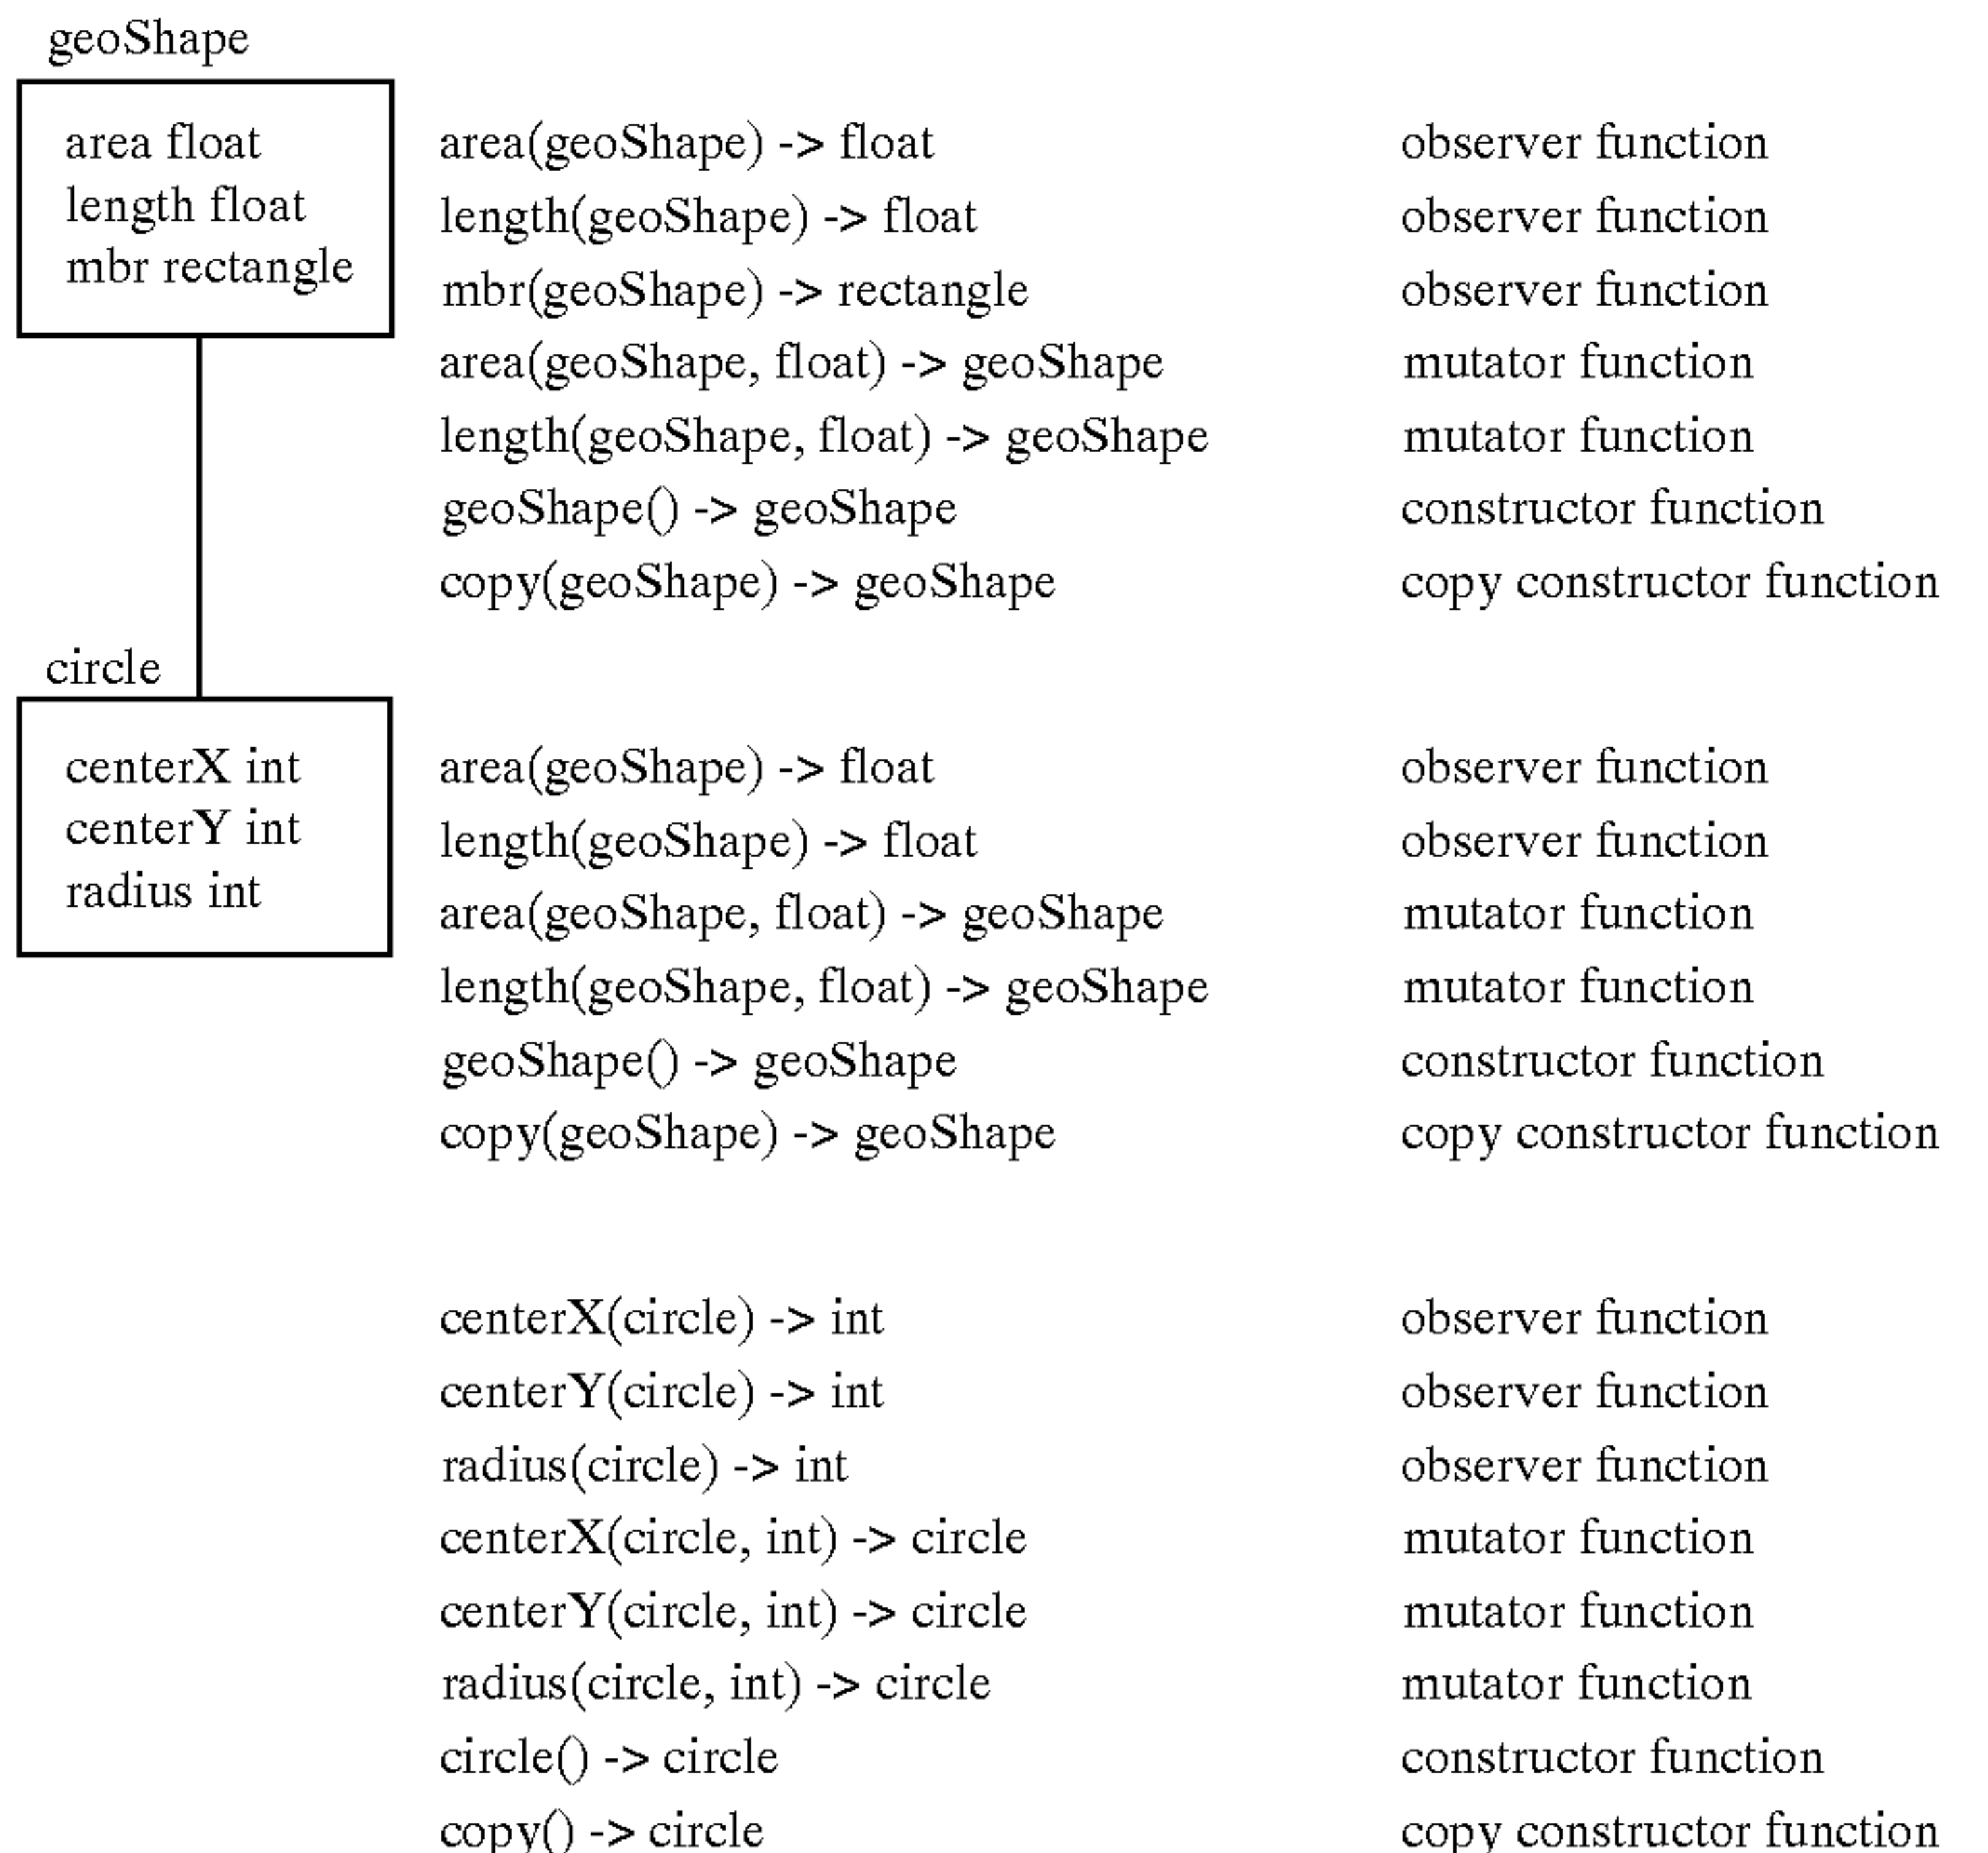 geoShape
area float
length float
mbr rectangle
area(geoShape) -> float observer function
length(geoShape) -> float observer function
mbr(geoShape) -> rectangle observer function
area(geoShape, float) -> geoShape mutator function
length(geoShape, float) -> geoShape mutator function
geoShape() -> geoShape constructor function
copy(geoShape) -> geoShape copy constructor function
circle
centerX int
centerY int
radius int
area(geoShape) -> float observer function
length(geoShape) -> float observer function
area(geoShape, float) -> geoShape mutator function
length(geoShape, float) -> geoShape mutator function
geoShape() -> geoShape constructor function
copy(geoShape) -> geoShape copy constructor function
centerX(circle) -> int observer function
centerY(circle) -> int observer function
radius(circle) -> int observer function
centerX(circle, int) -> circle mutator function
centerY(circle, int) -> circle mutator function
radius(circle, int) -> circle mutator function
circle() -> circle constructor function
copy() -> circle copy constructor function